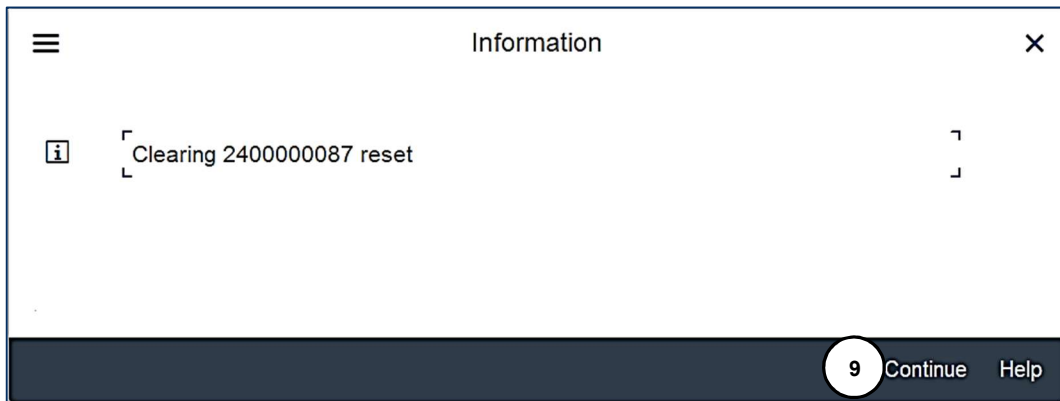 Information
Clearing 2400000087 reset
9 Continue Help